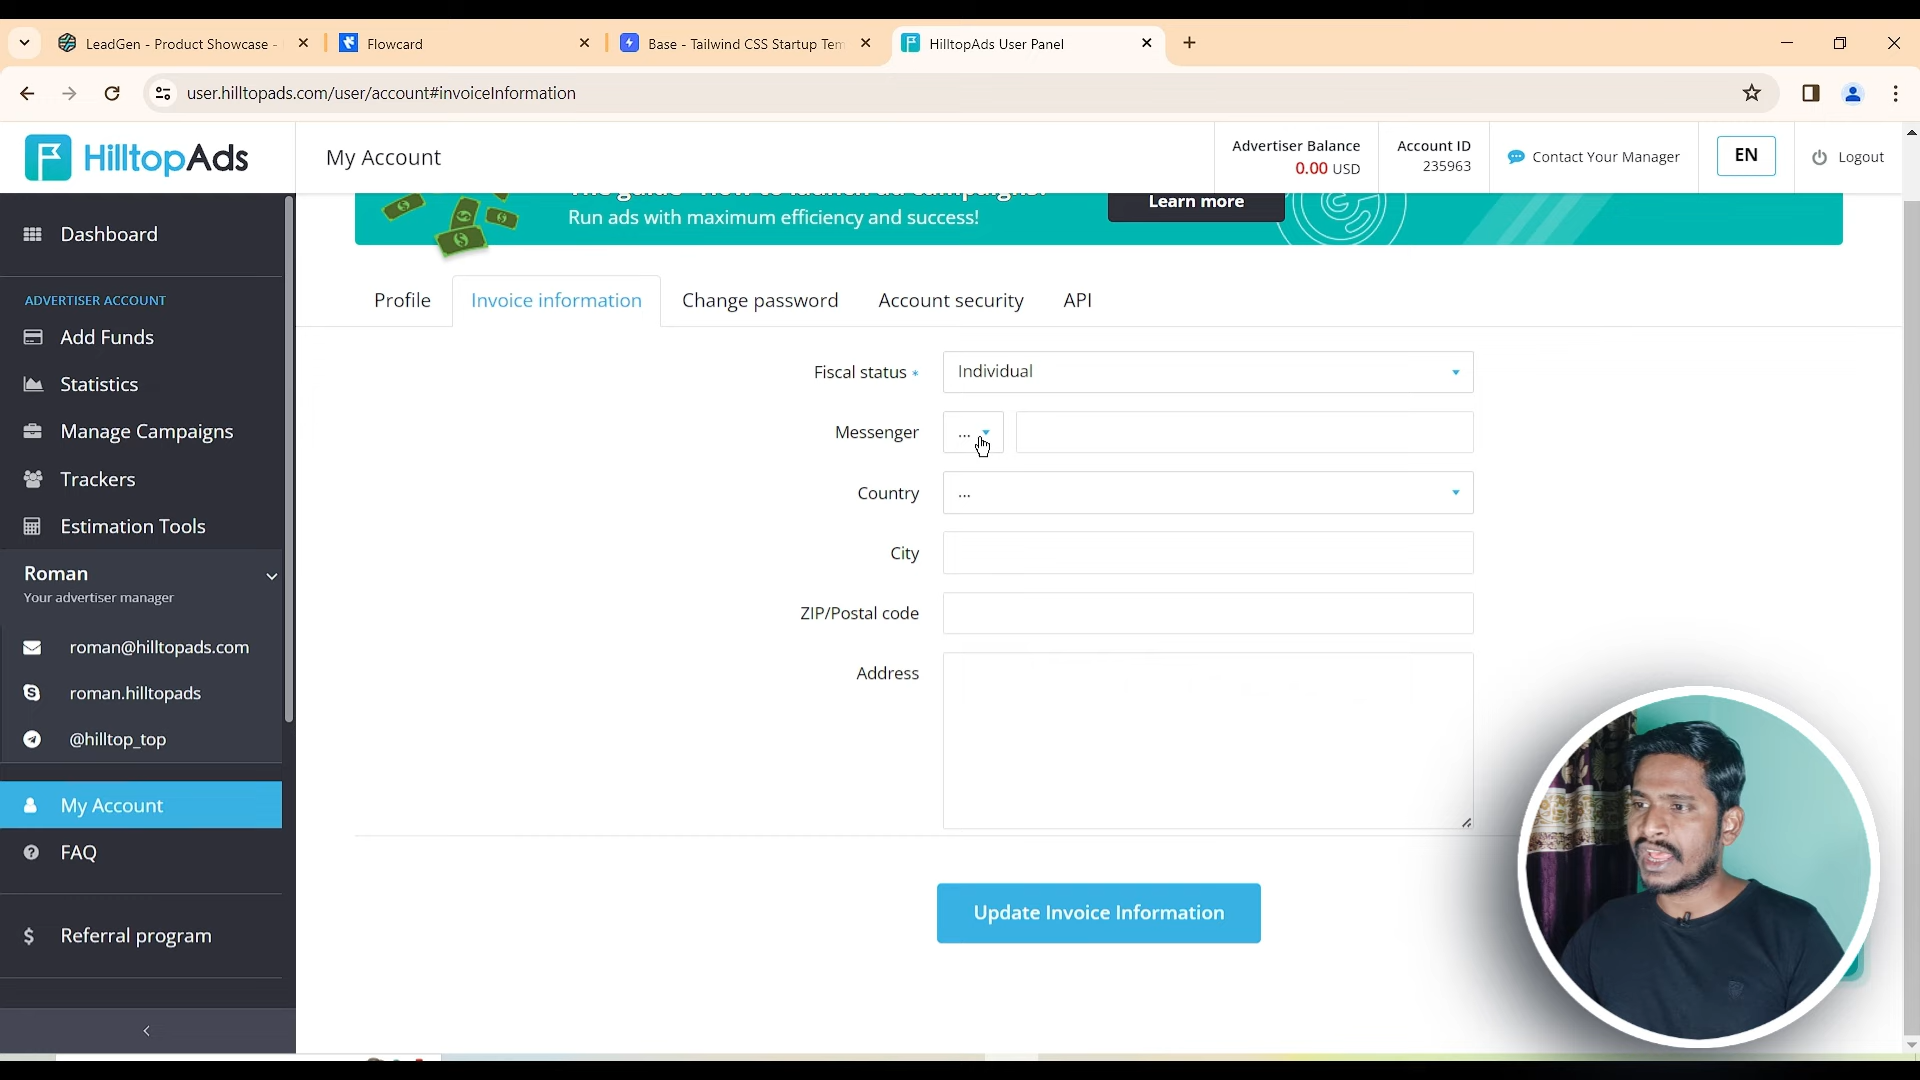 LeadGen - Product Showcase -
Flowcard
Base - Tailwind CSS Startup Tem
HilltopAds User Panel
user.hilltopads.com/user/account#invoiceInformation
HilltopAds
My Account
Advertiser Balance
0.00 USD
Account ID
235963
Contact Your Manager
EN
Logout
Run ads with maximum efficiency and success!
Learn more
Dashboard
ADVERTISER ACCOUNT
Add Funds
Statistics
Manage Campaigns
Trackers
Estimation Tools
Roman
Your advertiser manager
roman@hilltopads.com
roman.hilltopads
@hilltop_top
My Account
FAQ
Referral program
Profile
Invoice information
Change password
Account security
API
Fiscal status *
Individual
Messenger
...
Country
...
City
ZIP/Postal code
Address
Update Invoice Information